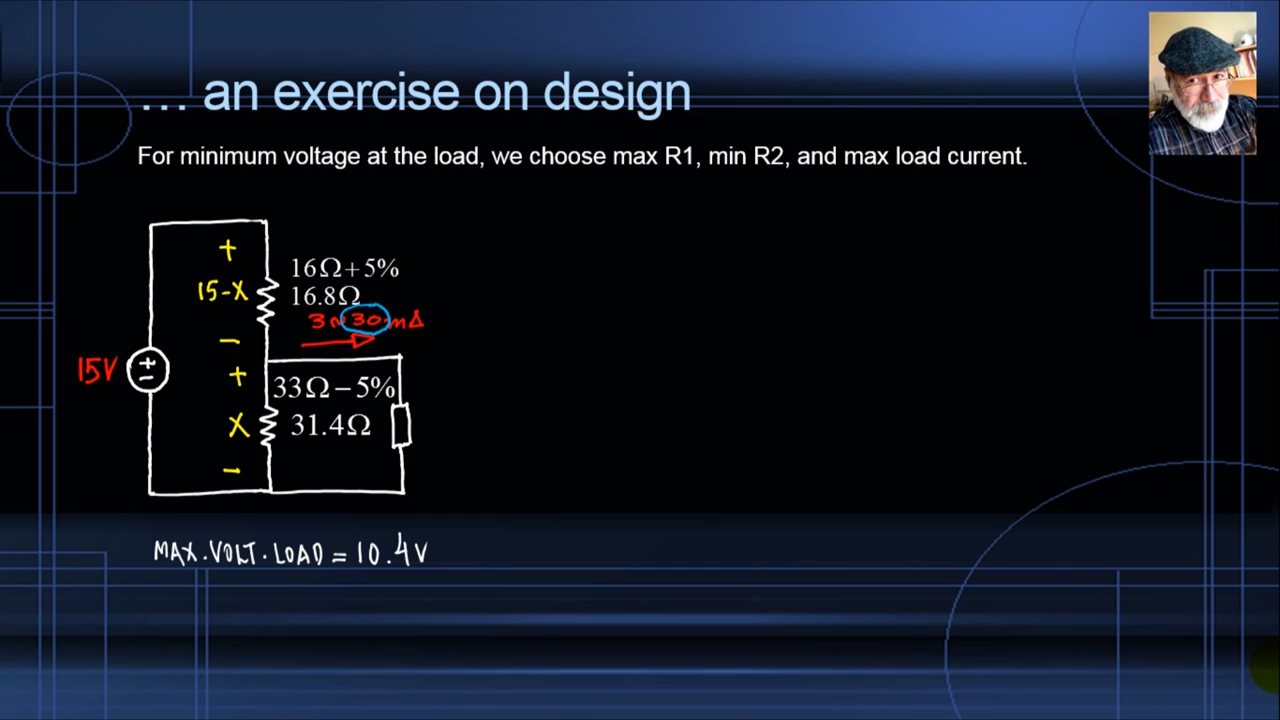 … an exercise on design
For minimum voltage at the load, we choose max R1, min R2, and max load current.
+
15-X
-
16Ω+5%
16.8Ω
3~30mA
15V
+
-
+
X
-
33Ω-5%
31.4Ω
MAX.VOLT.LOAD=10.4V